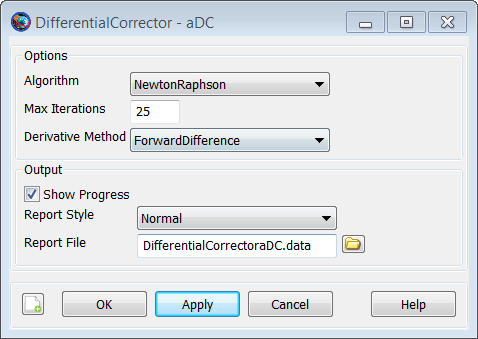 DifferentialCorrector - aDC
Options
Algorithm NewtonRaphson
Max Iterations 25
Derivative Method ForwardDifference
Output
Show Progress
Report Style Normal
Report File DifferentialCorrectoraDC.data
OK Apply Cancel Help